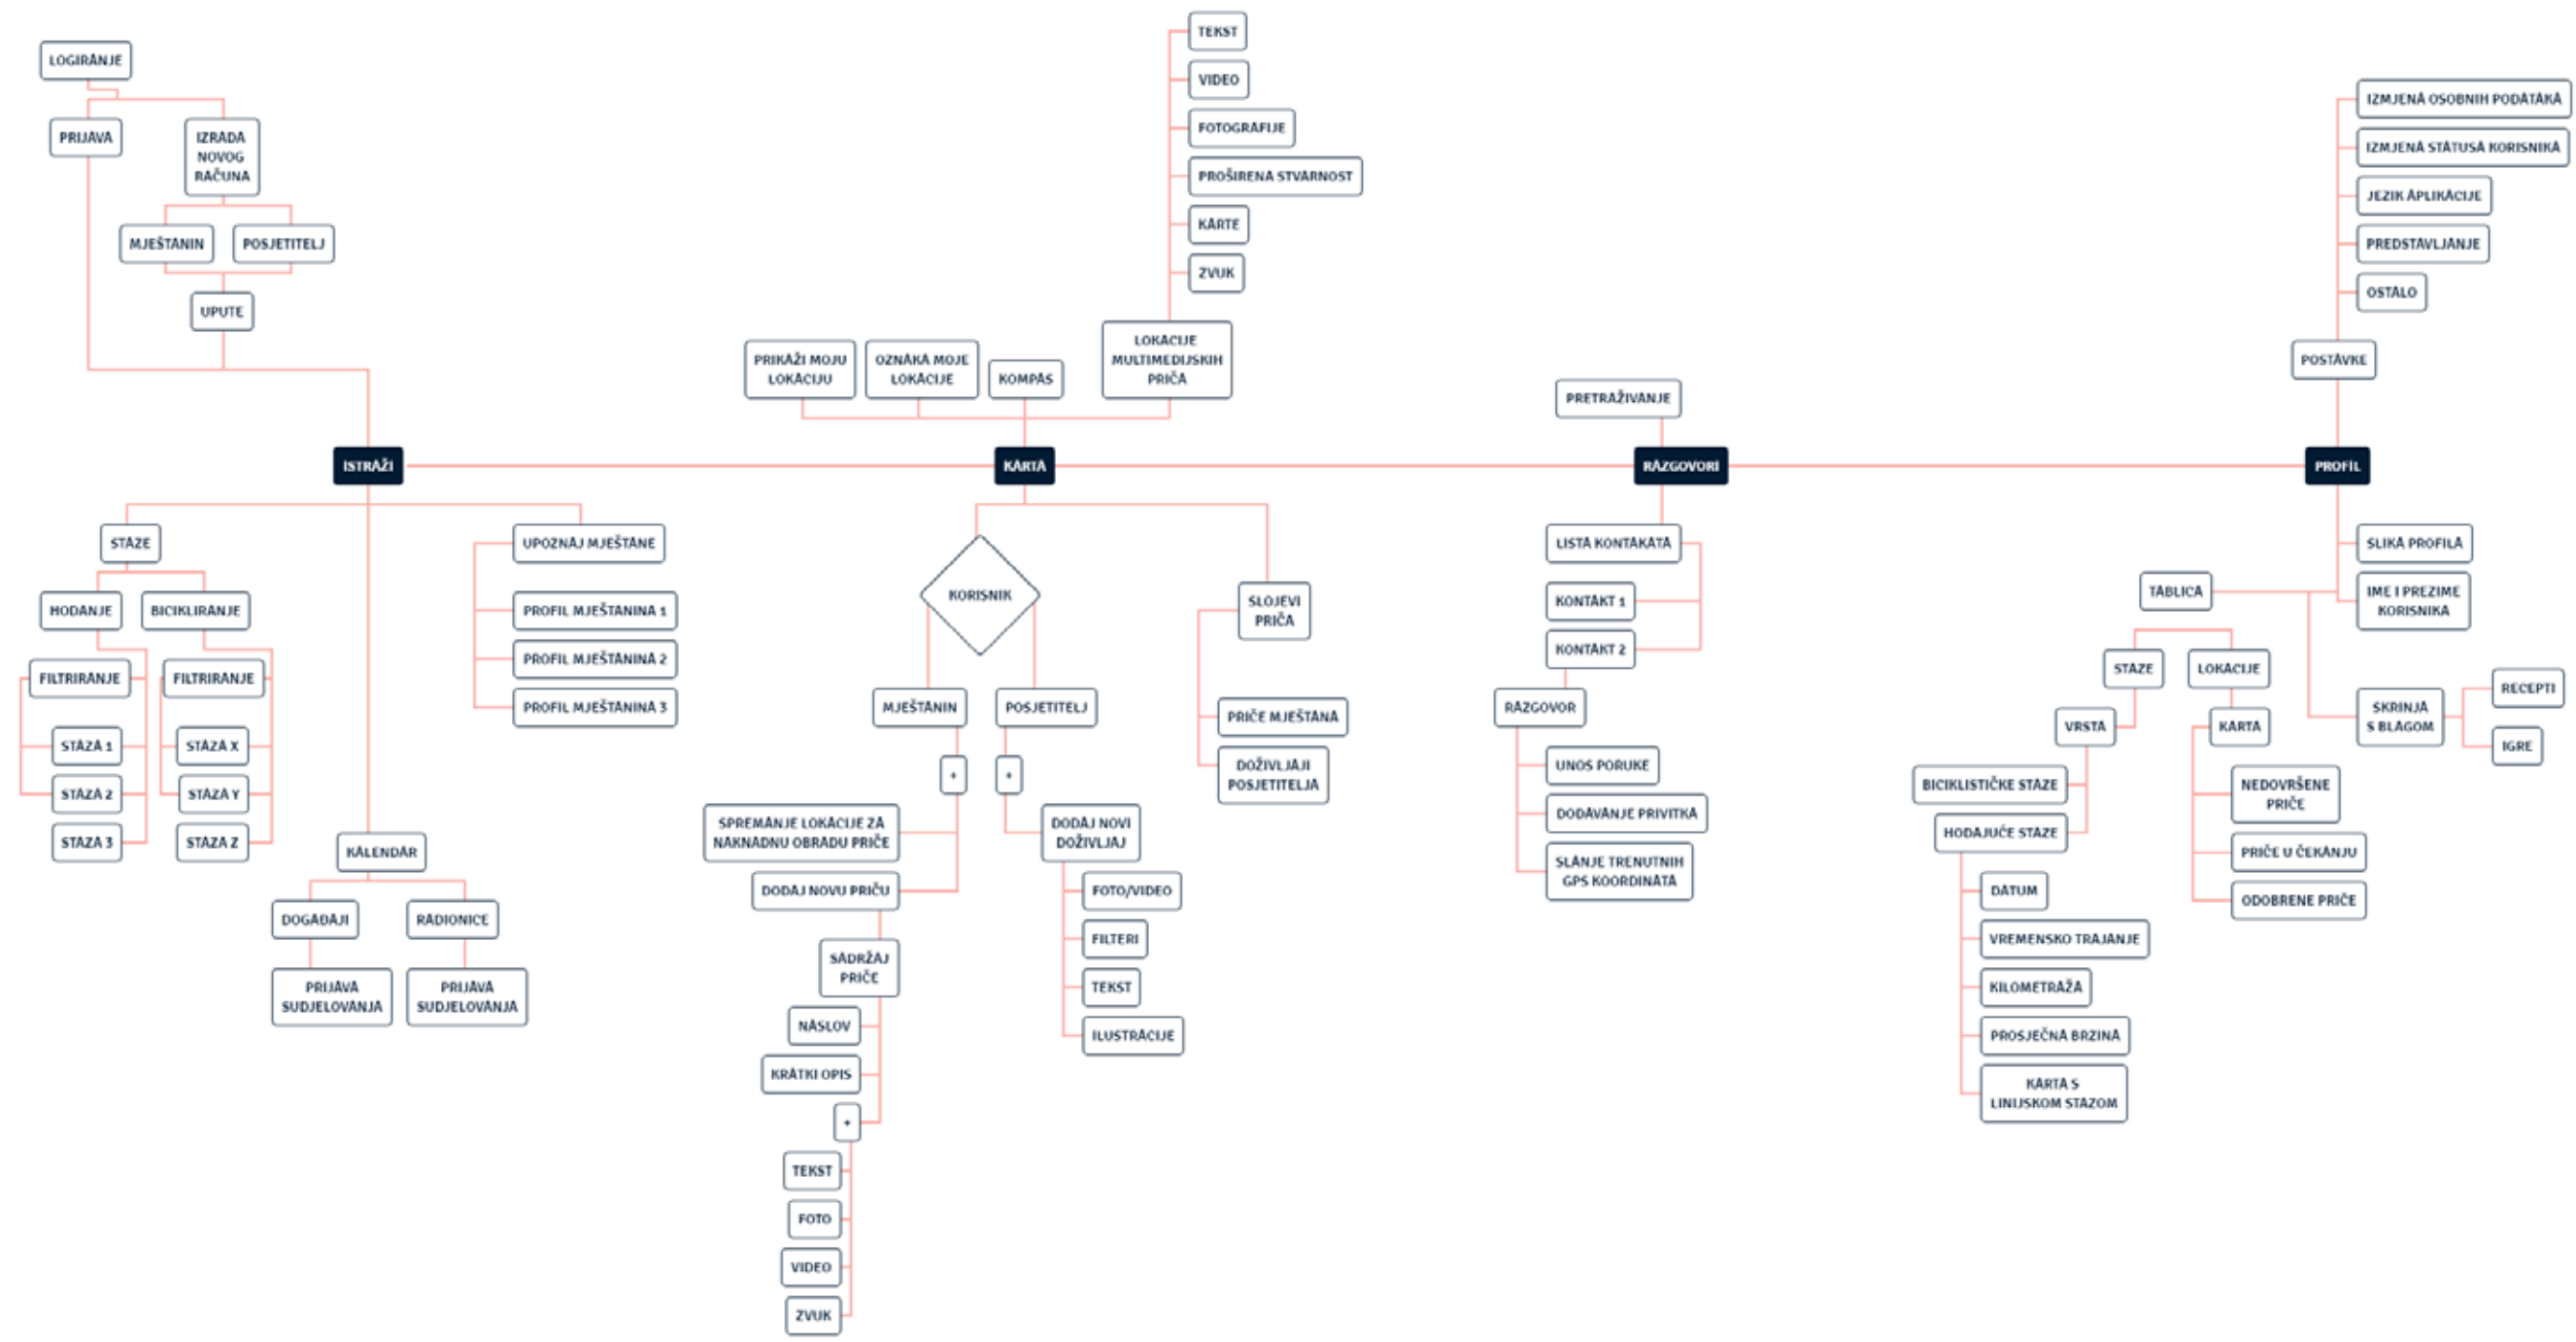 LOGIRANJE
PRIJAVA
IZRADA
NOVOG
RAČUNA
MJEŠTANIN
POSJETITELJ
UPUTE
TEKST
VIDEO
FOTOGRAFIJE
PROŠIRENA STVARNOST
KARTE
ZVUK
PRIKAŽI MOJU
LOKACIJU
OZNAKA MOJE
LOKACIJE
KOMPAS
LOKACIJE
MULTIMEDIJSKIH
PRIČA
PRETRAŽIVANJE
IZMJENA OSOBNIH PODATAKA
IZMJENA STATUSA KORISNIKA
JEZIK APLIKACIJE
PREDSTAVLJANJE
OSTALO
POSTAVKE
ISTRAŽI
KARTA
RAZGOVORI
PROFIL
STAZE
HODANJE
BICIKLIRANJE
FILTRIRANJE
FILTRIRANJE
STAZA 1
STAZA 2
STAZA 3
STAZA X
STAZA Y
STAZA Z
UPOZNAJ MJEŠTANE
PROFIL MJEŠTANINA 1
PROFIL MJEŠTANINA 2
PROFIL MJEŠTANINA 3
KALENDAR
DOGAĐAJI
RADIONICE
PRIJAVA
SUDJELOVANJA
PRIJAVA
SUDJELOVANJA
KORISNIK
MJEŠTANIN
POSJETITELJ
+
+
SPREMANJE LOKACIJE ZA
NAKNADNU OBRADU PRIČE
DODAJ NOVU PRIČU
SADRŽAJ
PRIČE
NASLOV
KRATKI OPIS
+
TEKST
FOTO
VIDEO
ZVUK
DODAJ NOVI
DOŽIVLJAJ
FOTO/VIDEO
FILTERI
TEKST
ILUSTRACIJE
SLOJEVI
PRIČA
PRIČE MJEŠTANA
DOŽIVLJAJI
POSJETITELJA
LISTA KONTAKATA
KONTAKT 1
KONTAKT 2
RAZGOVOR
UNOS PORUKE
DODAVANJE PRIVITKA
SLANJE TRENUTNIH
GPS KOORDINATA
SLIKA PROFILA
IME I PREZIME
KORISNIKA
TABLICA
STAZE
LOKACIJE
VRSTA
KARTA
BICIKLISTIČKE STAZE
HODAJUĆE STAZE
DATUM
VREMENSKO TRAJANJE
KILOMETRAŽA
PROSJEČNA BRZINA
KARTA S
LINIJSKOM STAZOM
NEDOVRŠENE
PRIČE
PRIČE U ČEKANJU
ODOBRENE PRIČE
SKRINJA
S BLAGOM
RECEPTI
IGRE